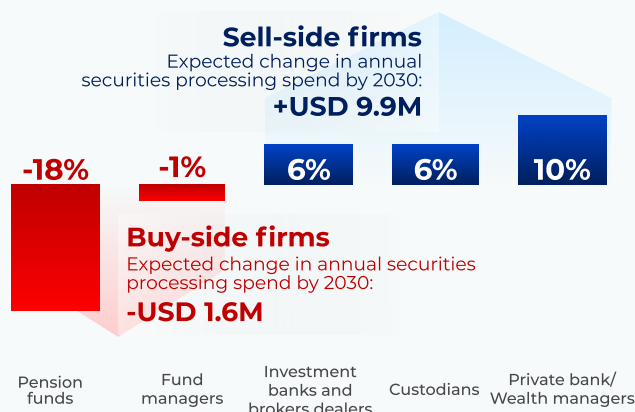 Sell-side firms
Expected change in annual
securities processing spend by 2030:
+USD 9.9M
-18%
-1%
6%
6%
10%
Buy-side firms
Expected change in annual securities
processing spend by 2030:
-USD 1.6M
Pension
funds
Fund
managers
Investment
banks and
brokers dealers
Custodians
Private bank/
Wealth managers